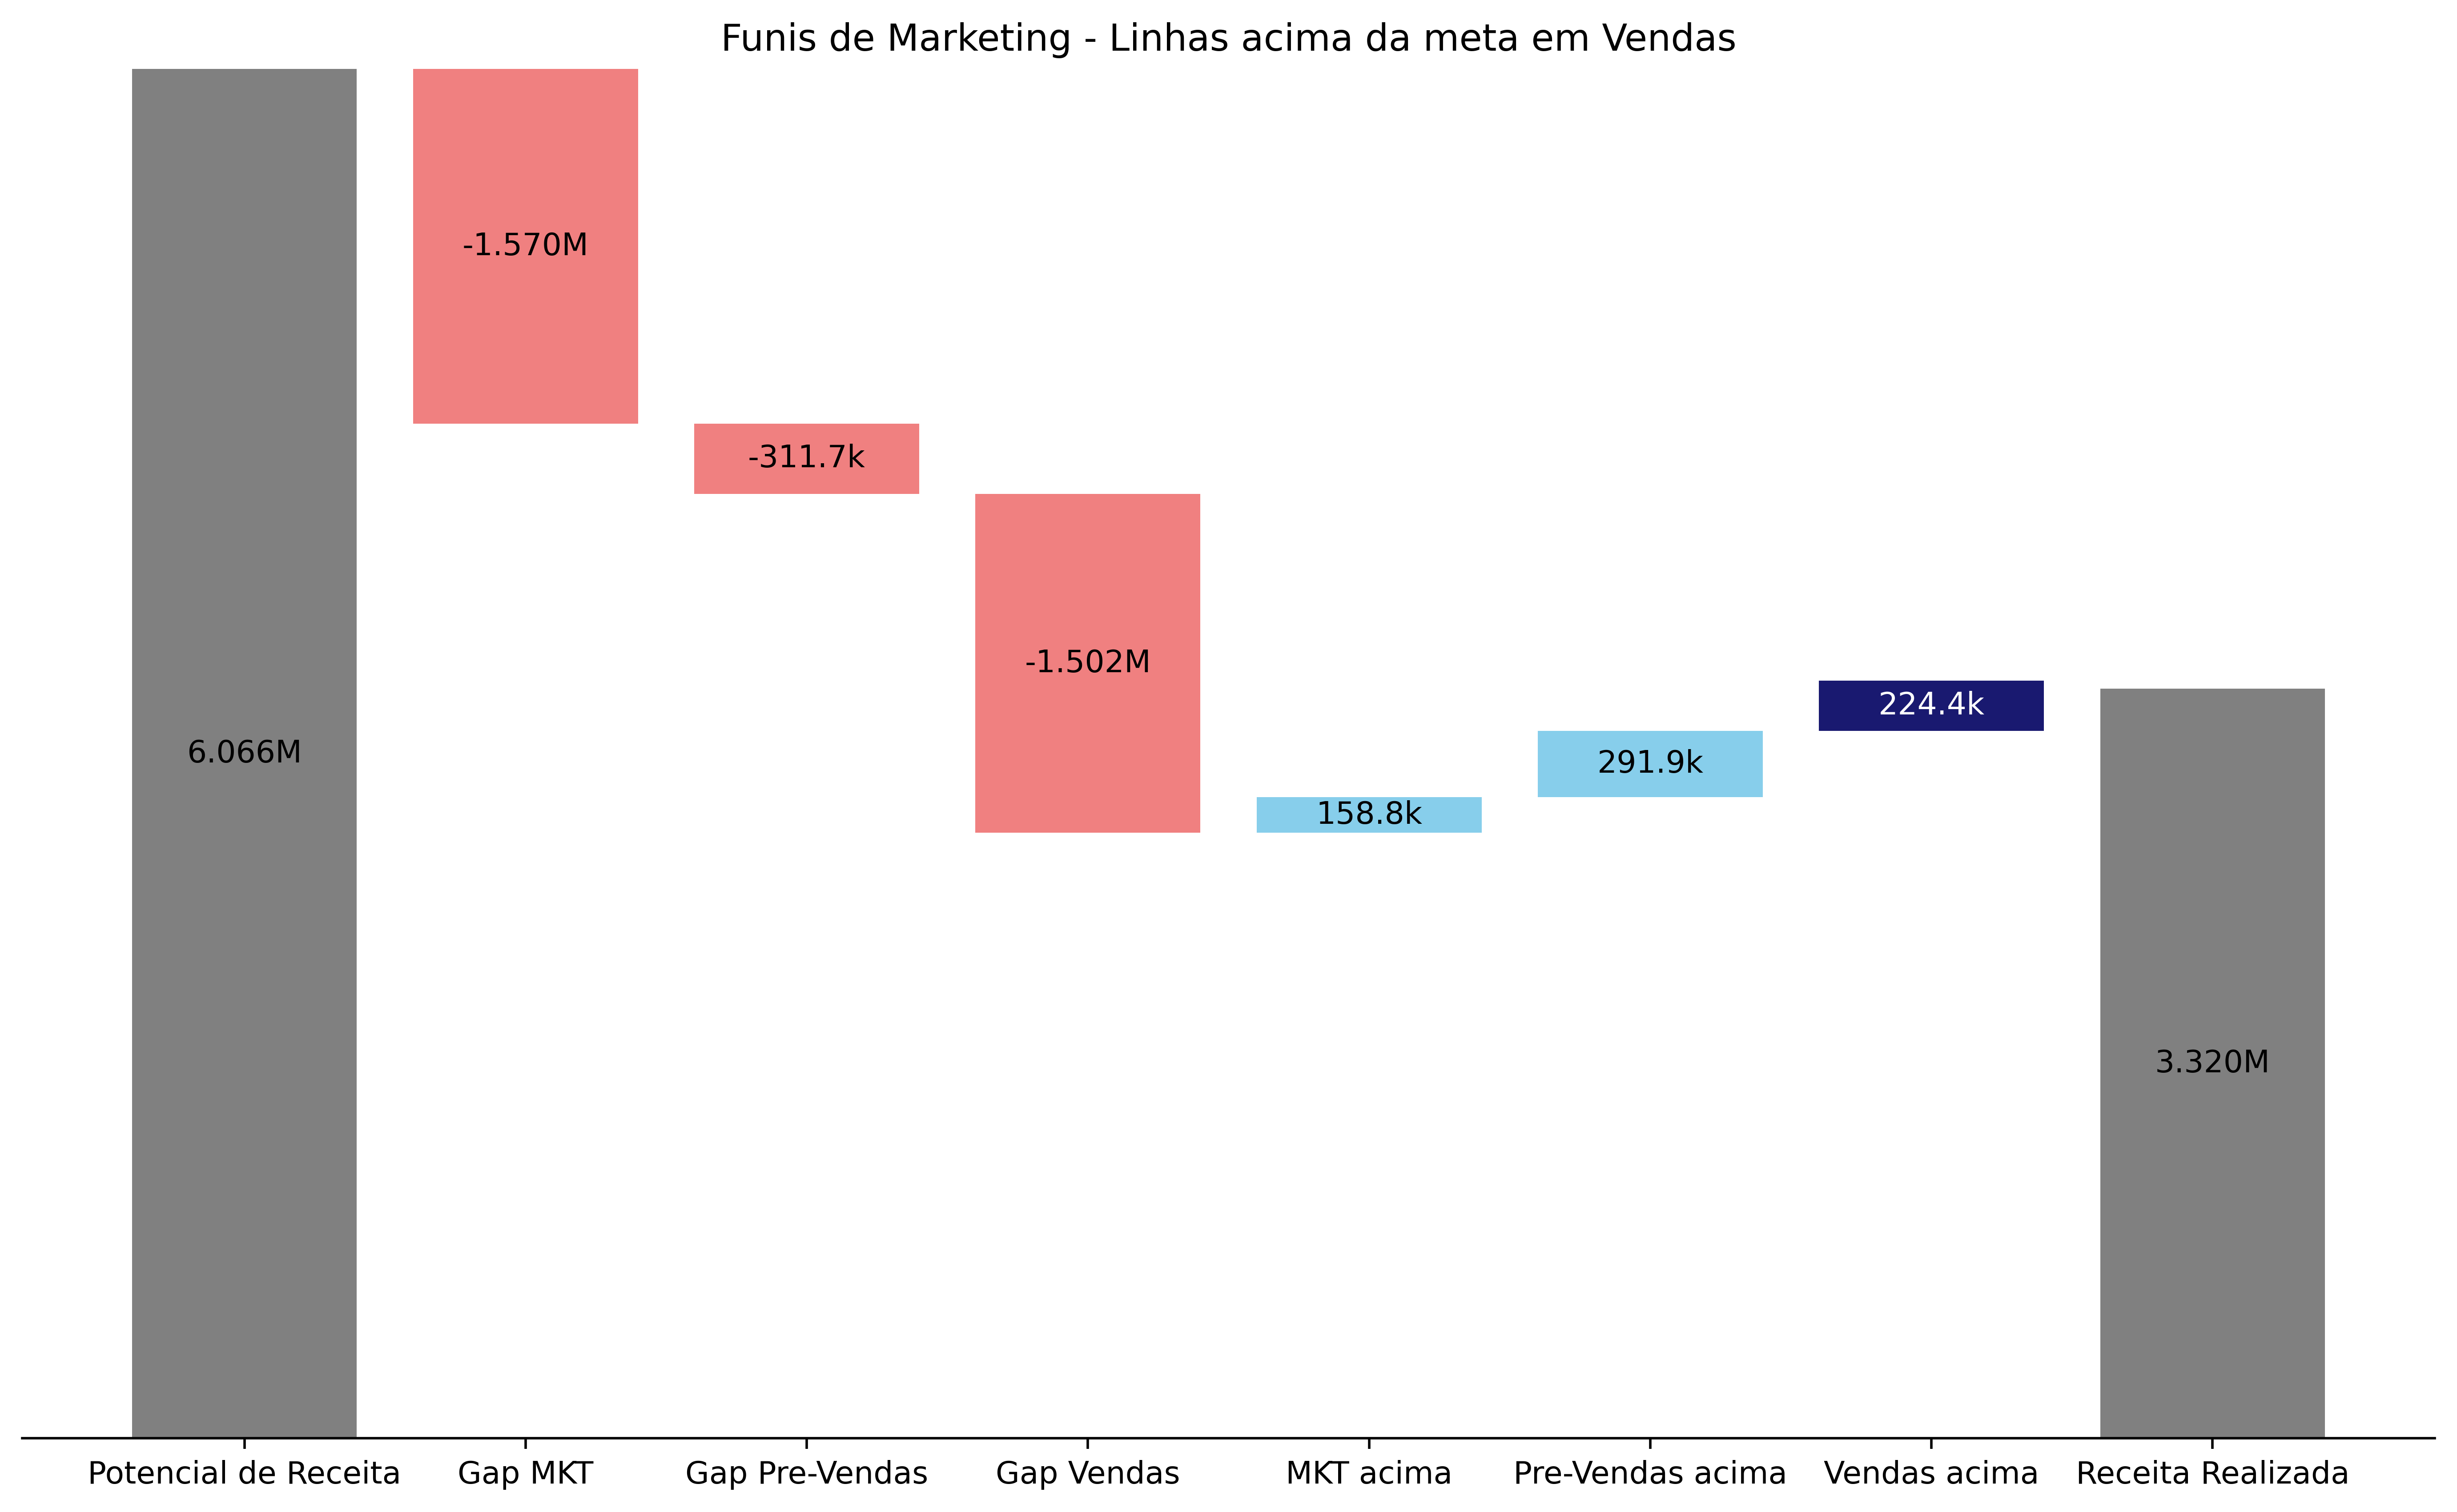 Funis de Marketing - Linhas acima da meta em Vendas
-1.570M
-311.7k
-1.502M
6.066M
224.4k
291.9k
158.8k
3.320M
Potencial de Receita
Gap MKT
Gap Pre-Vendas
Gap Vendas
MKT acima
Pre-Vendas acima
Vendas acima
Receita Realizada